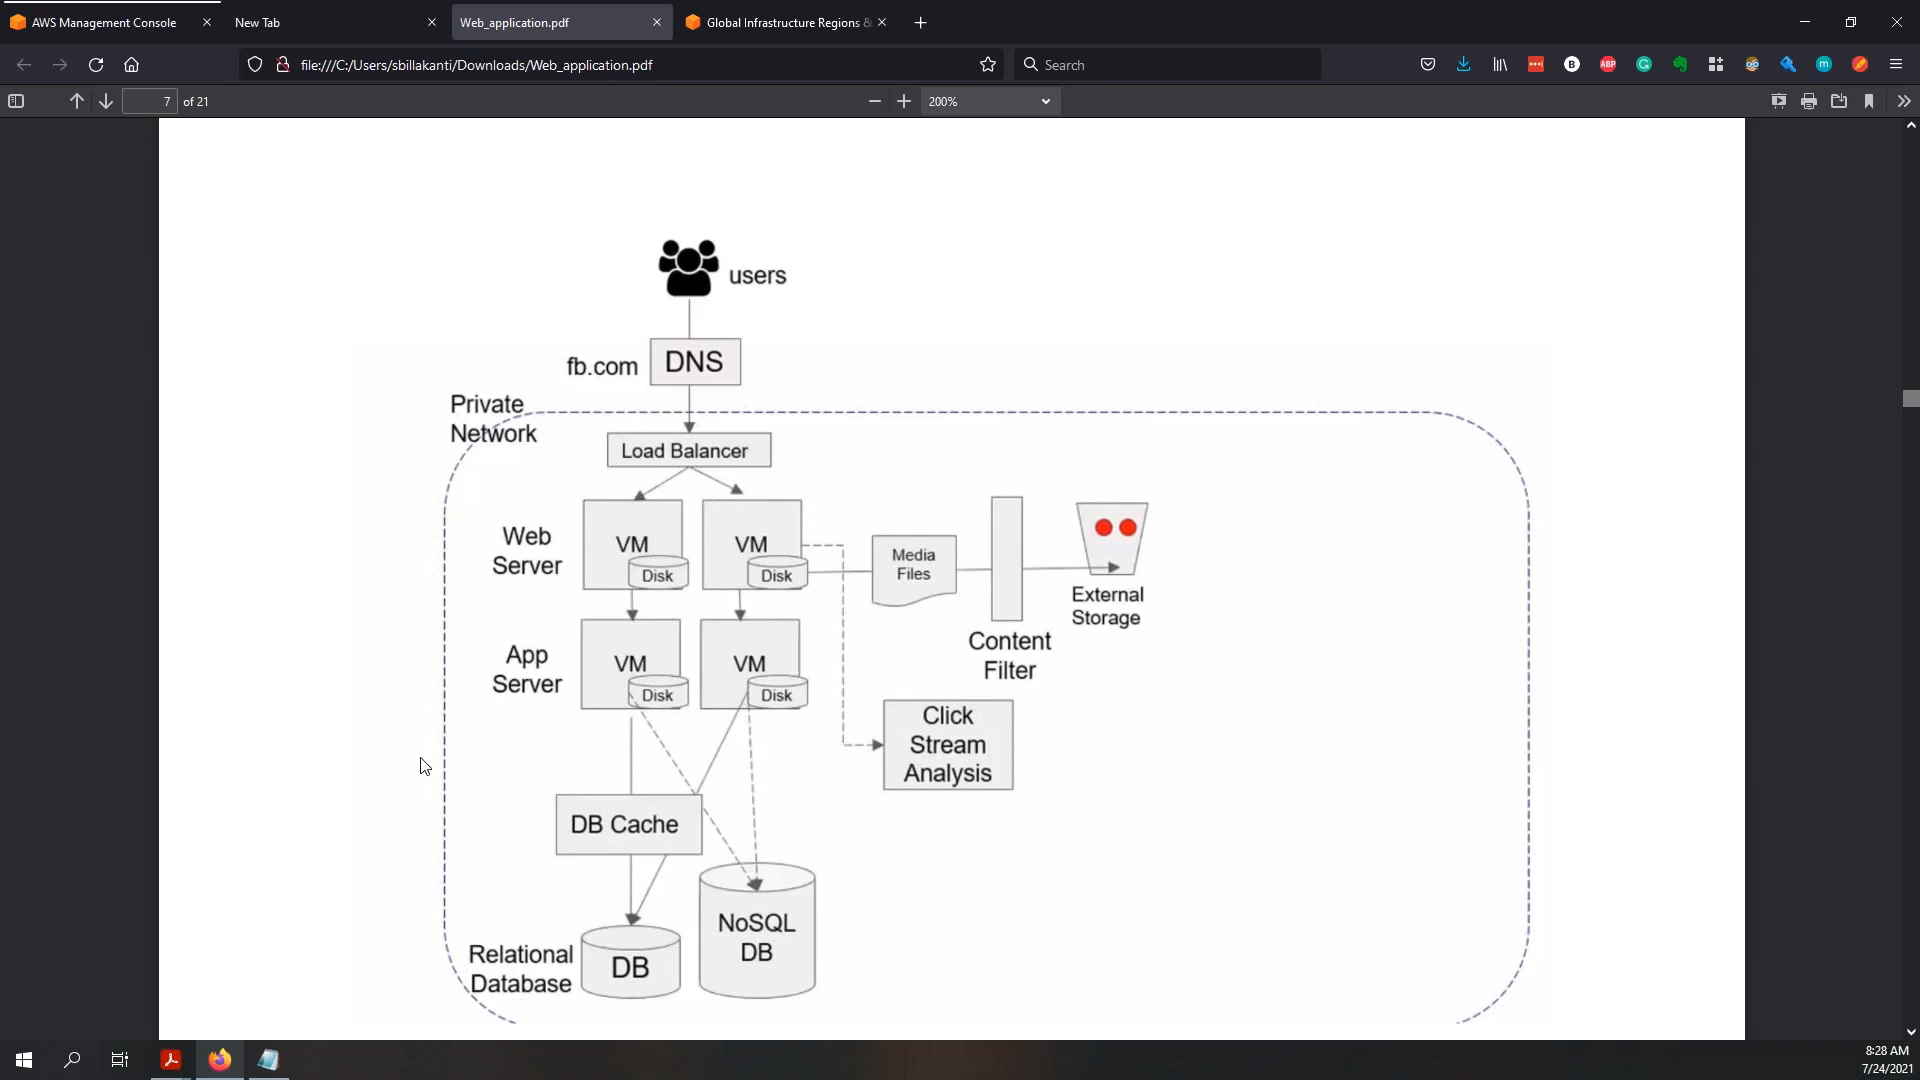 AWS Management Console
New Tab
Web_application.pdf
Global Infrastructure Regions &
file:///C:/Users/sbillakanti/Downloads/Web_application.pdf
Search
B
ABP
G
m
7 of 21
200%
users
fb.com
DNS
Private
Network
Load Balancer
Web
Server
VM
Disk
VM
Disk
Media
Files
External
Storage
Content
Filter
App
Server
VM
Disk
VM
Disk
Click
Stream
Analysis
DB Cache
NoSQL
DB
Relational
Database
DB
8:28 AM
7/24/2021